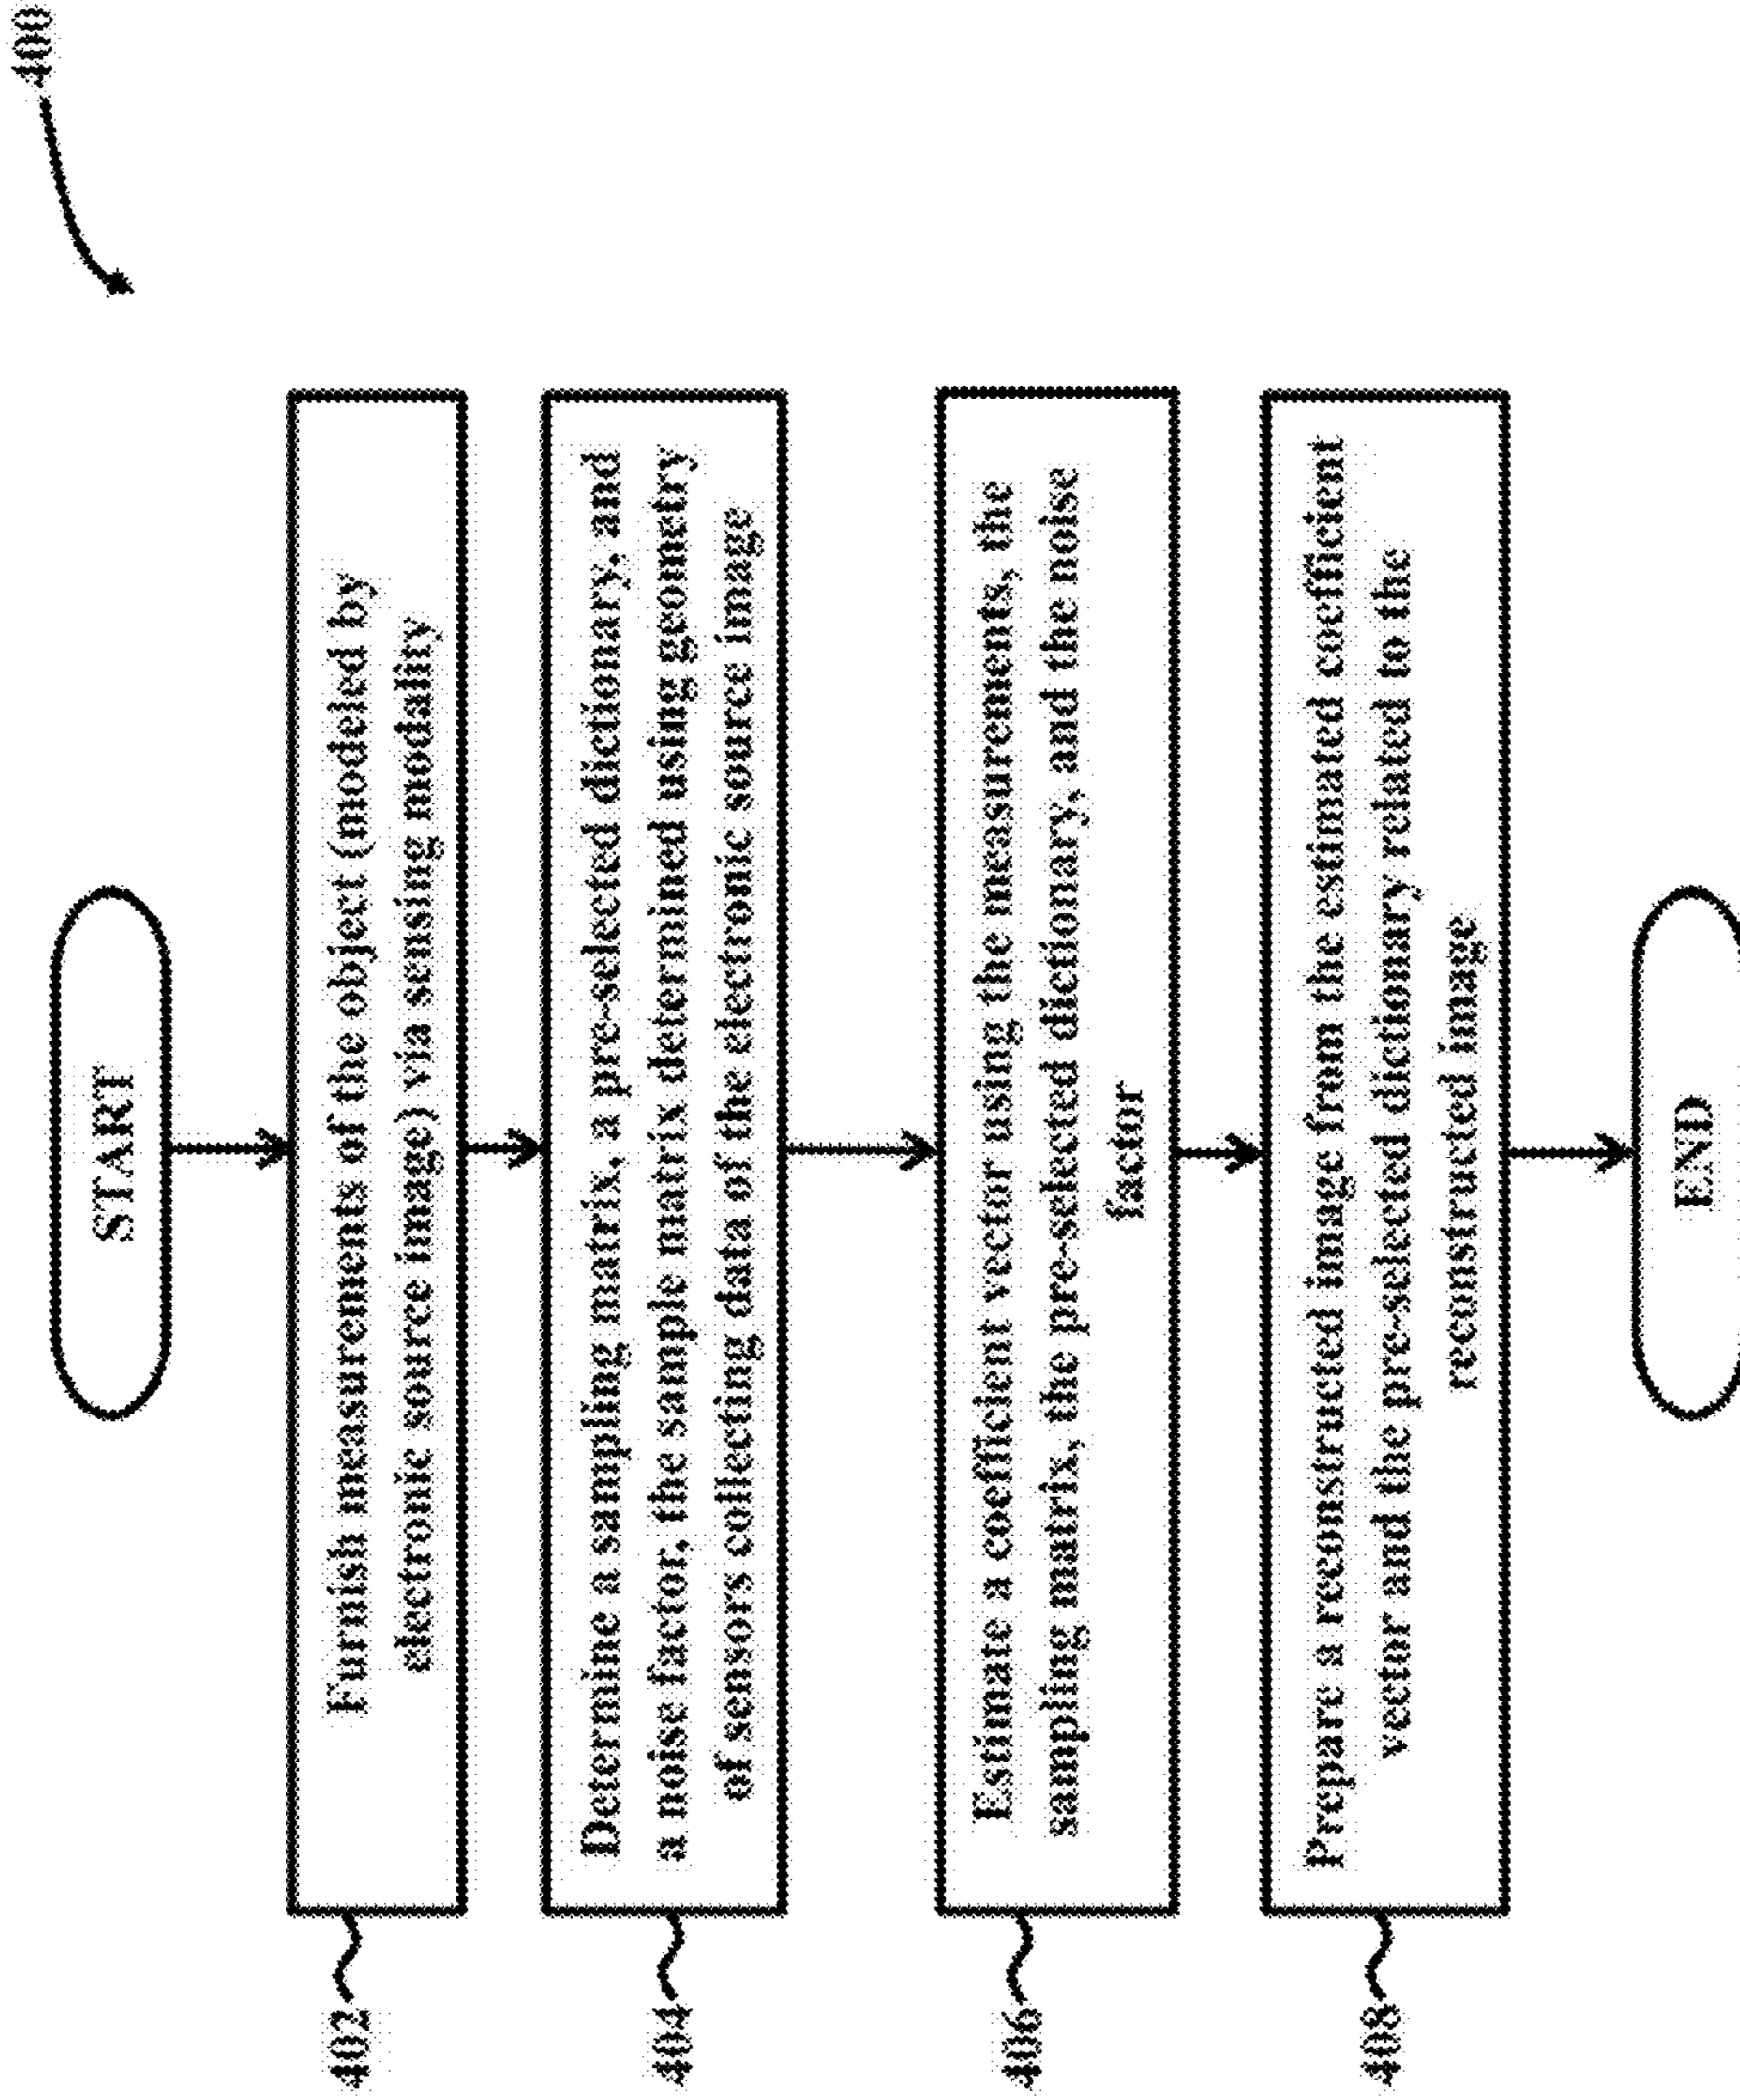 400
START
402
Furnish measurements of the object (modeled by
electronic source image) via sensing modality
404
Determine a sampling matrix, a pre-selected dictionary, and
a noise factor, the sample matrix determined using geometry
of sensors collecting data of the electronic source image
406
Estimate a coefficient vector using the measurements, the
sampling matrix, the pre-selected dictionary, and the noise
factor
408
Prepare a reconstructed image from the estimated coefficient
vector and the pre-selected dictionary related to the
reconstructed image
END